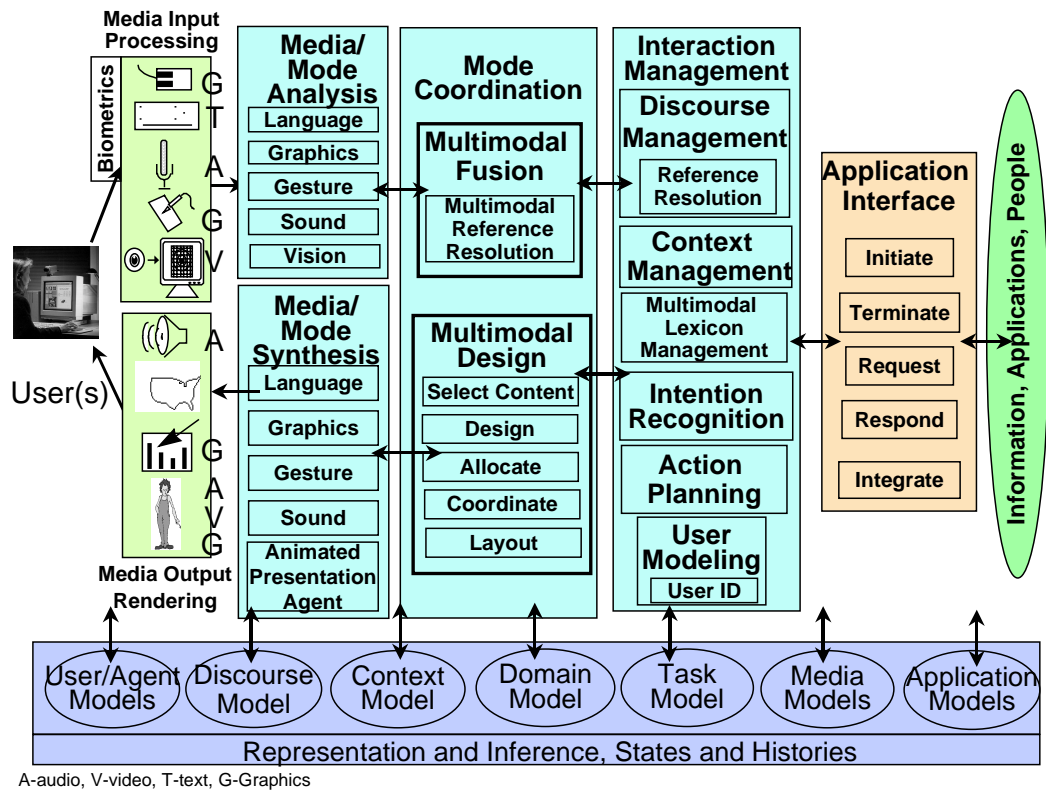 Media Input
Processing
Biometrics
G
T
A
G
V
User(s)
A
G
A
V
G
Media Output
Rendering
Media/
Mode
Analysis
Language
Graphics
Gesture
Sound
Vision
Media/
Mode
Synthesis
Language
Graphics
Gesture
Sound
Animated
Presentation
Agent
Mode
Coordination
Multimodal
Fusion
Multimodal
Reference
Resolution
Multimodal
Design
Select Content
Design
Allocate
Coordinate
Layout
Interaction
Management
Discourse
Management
Reference
Resolution
Context
Management
Multimodal
Lexicon
Management
Intention
Recognition
Action
Planning
User
Modeling
User ID
Application
Interface
Initiate
Terminate
Request
Respond
Integrate
Information, Applications, People
User/Agent
Models
Discourse
Model
Context
Model
Domain
Model
Task
Model
Media
Models
Application
Models
Representation and Inference, States and Histories
A-audio, V-video, T-text, G-Graphics